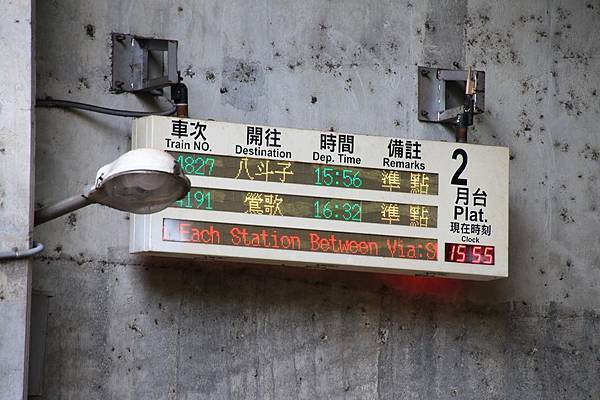 車次 開往 時間 備註
Train NO. Destination Dep. Time Remarks
4827 八斗子 15:56 準點
4191 鶯歌 16:32 準點
Each Station Between Via:S
2
月台
Plat.
現在時刻
Clock
15 55